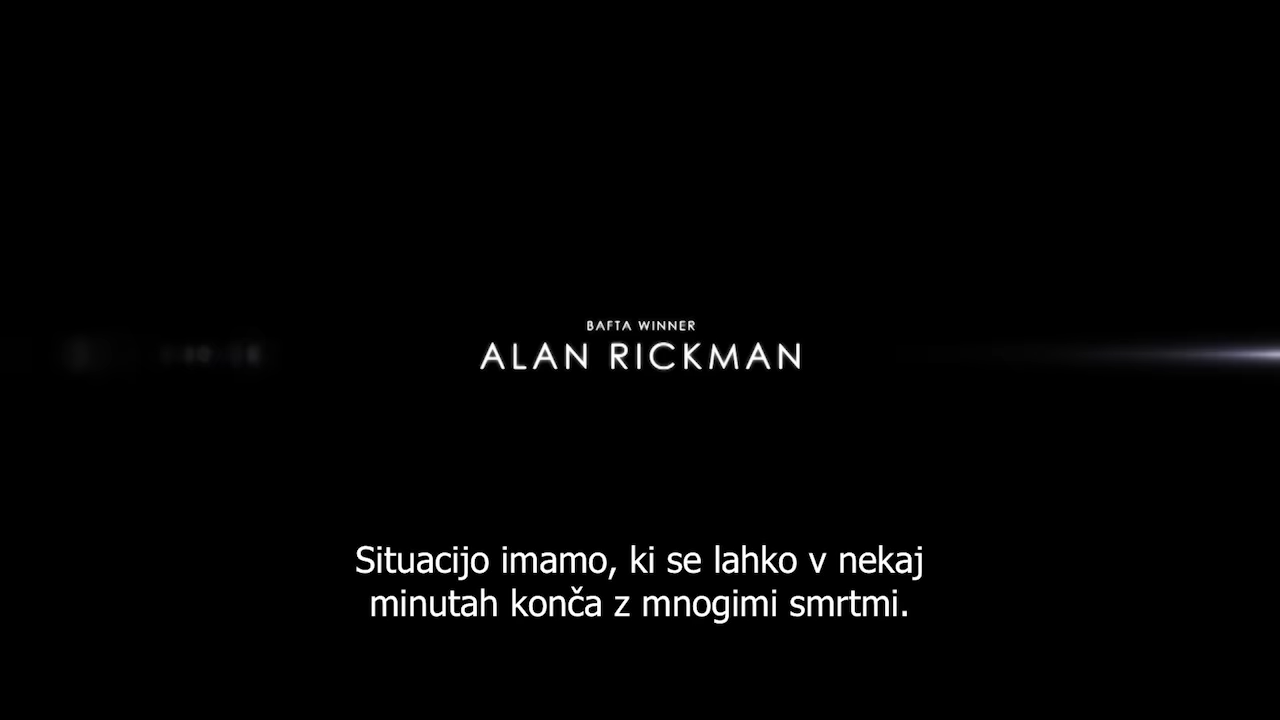 BAFTA WINNER
ALAN RICKMAN
Situacijo imamo, ki se lahko v nekaj
minutah konča z mnogimi smrtmi.